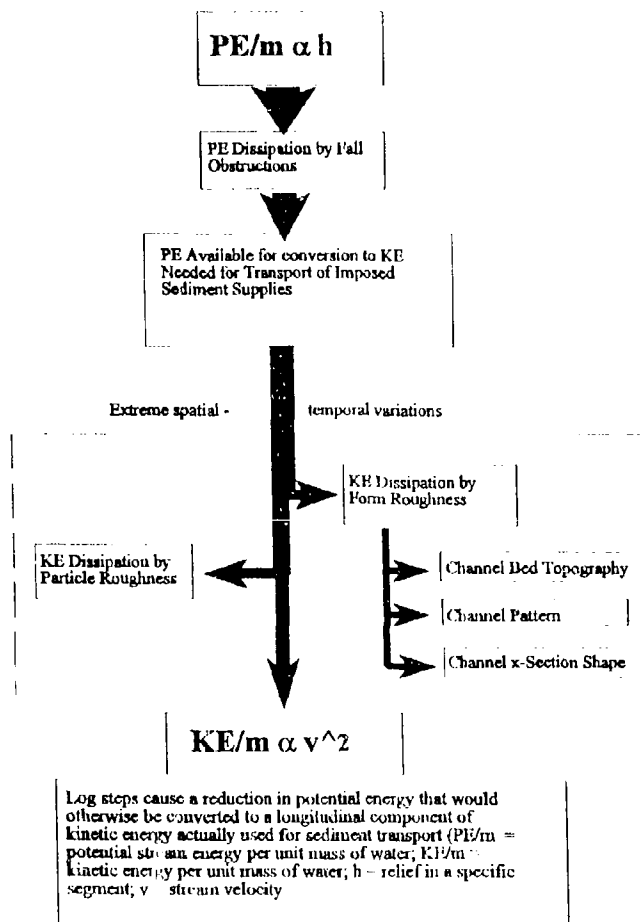 PE/m α h
PE Dissipation by Fall
Obstructions
PE Available for conversion to KE
Needed for Transport of Imposed
Sediment Supplies
Extreme spatial - temporal variations
KE Dissipation by
Form Roughness
KE Dissipation by
Particle Roughness
Channel Bed Topography
Channel Pattern
Channel x-Section Shape
KE/m α v^2
Log steps cause a reduction in potential energy that would
otherwise be converted to a longitudinal component of
kinetic energy actually used for sediment transport (PE/m =
potential stream energy per unit mass of water; KE/m =
kinetic energy per unit mass of water; h = relief in a specific
segment; v = stream velocity